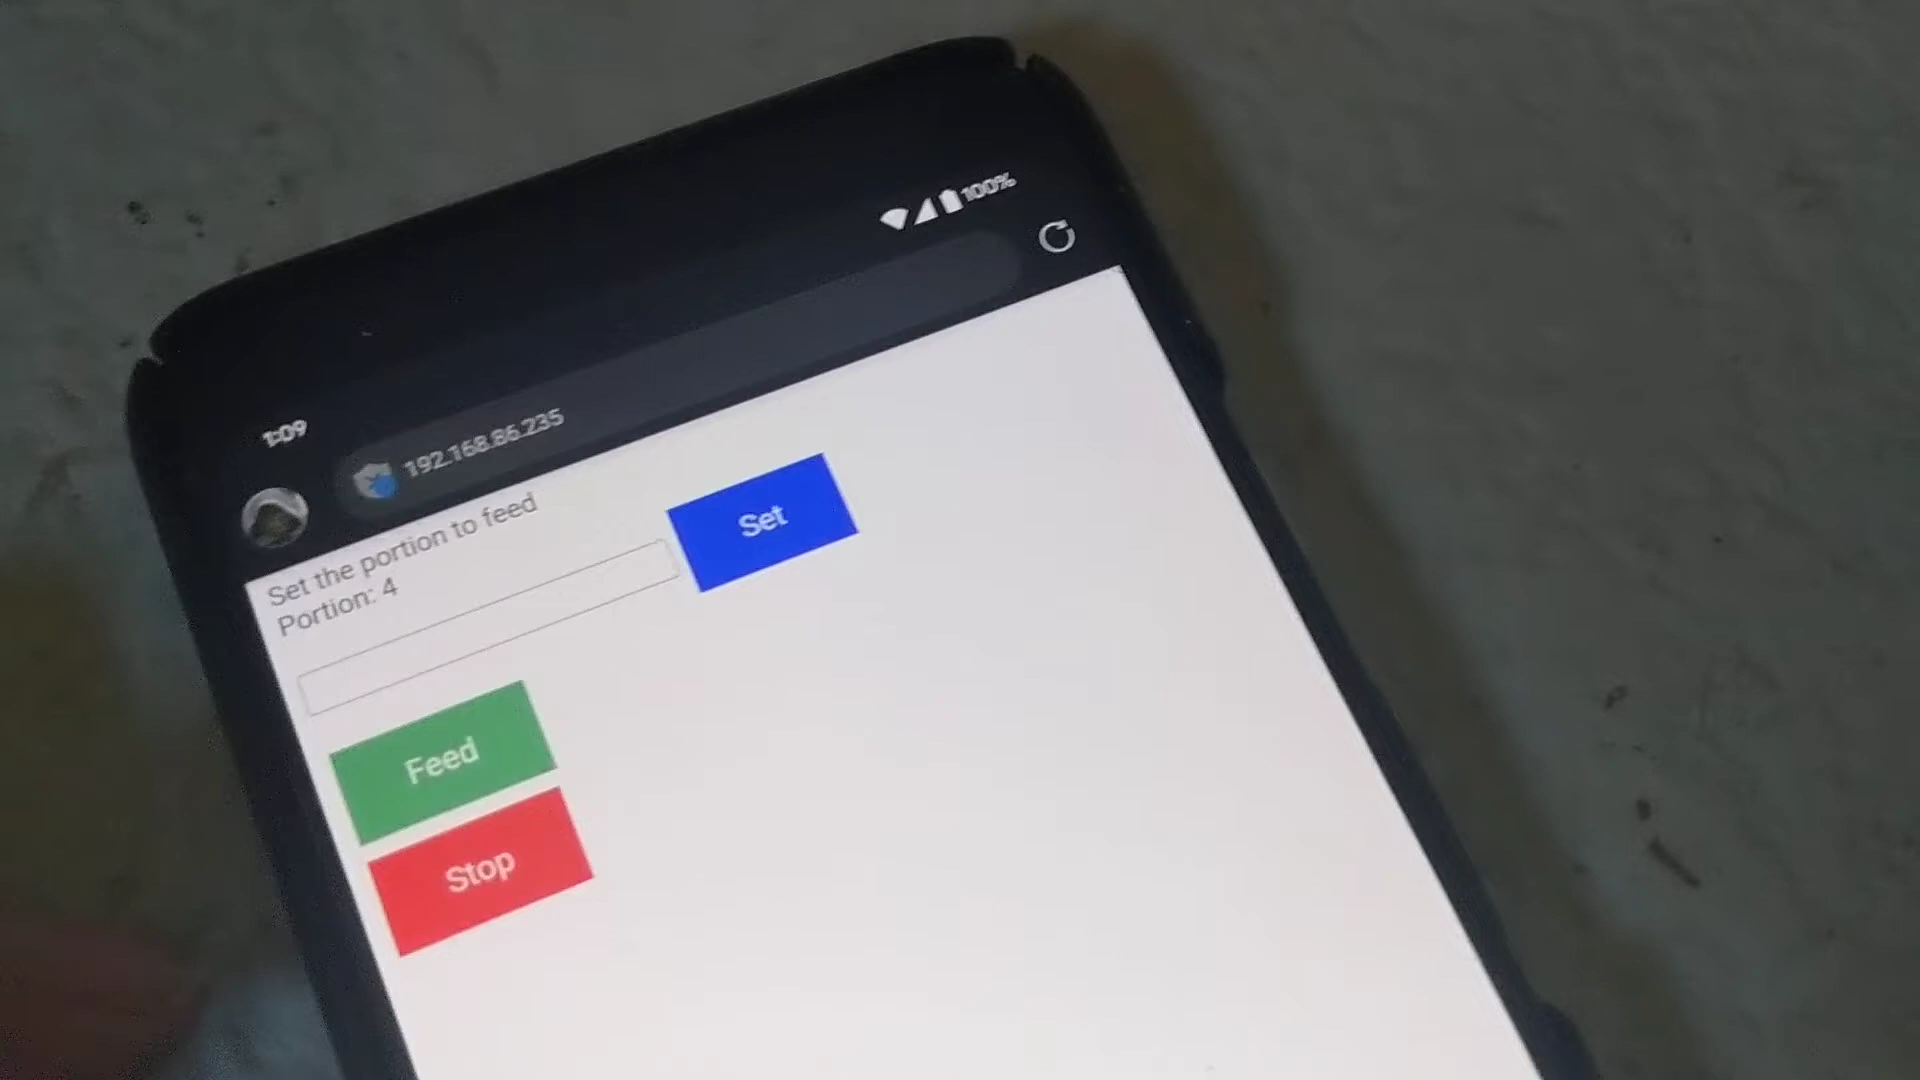 100%
1:09
192.168.86.235
Set the portion to feed
Portion: 4
Set
Feed
Stop